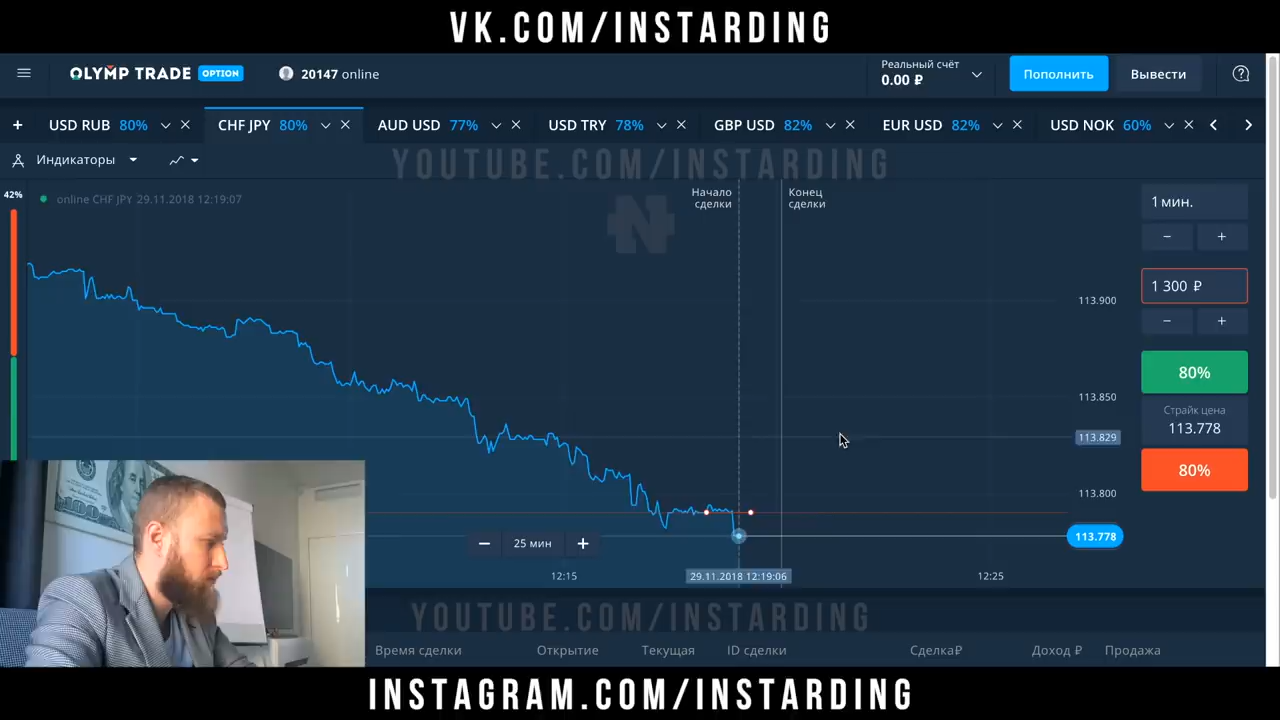 VK.COM/INSTARDING
OLYMP TRADE OPTION
20147 online
Реальный счёт
0.00 ₽
Пополнить
Вывести
+ USD RUB 80% CHF JPY 80% AUD USD 77% USD TRY 78% GBP USD 82% EUR USD 82% USD NOK 60%
Индикаторы
YOUTUBE.COM/INSTARDING
42%
online CHF JPY 29.11.2018 12:19:07
Начало
сделки
Конец
сделки
N
1 мин.
− +
1 300 ₽
− +
80%
Страйк цена
113.778
80%
113.900
113.850
113.829
113.800
113.778
− 25 мин +
12:15
29.11.2018 12:19:06
12:25
100
YOUTUBE.COM/INSTARDING
Время сделки Открытие Текущая ID сделки Сделка₽ Доход ₽ Продажа
INSTAGRAM.COM/INSTARDING